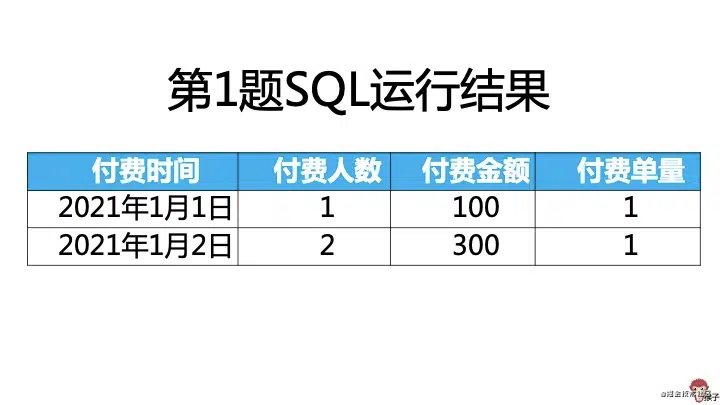 第1题SQL运行结果
付费时间 付费人数 付费金额 付费单量
2021年1月1日 1 100 1
2021年1月2日 2 300 1
@掘金技术社区
猴子